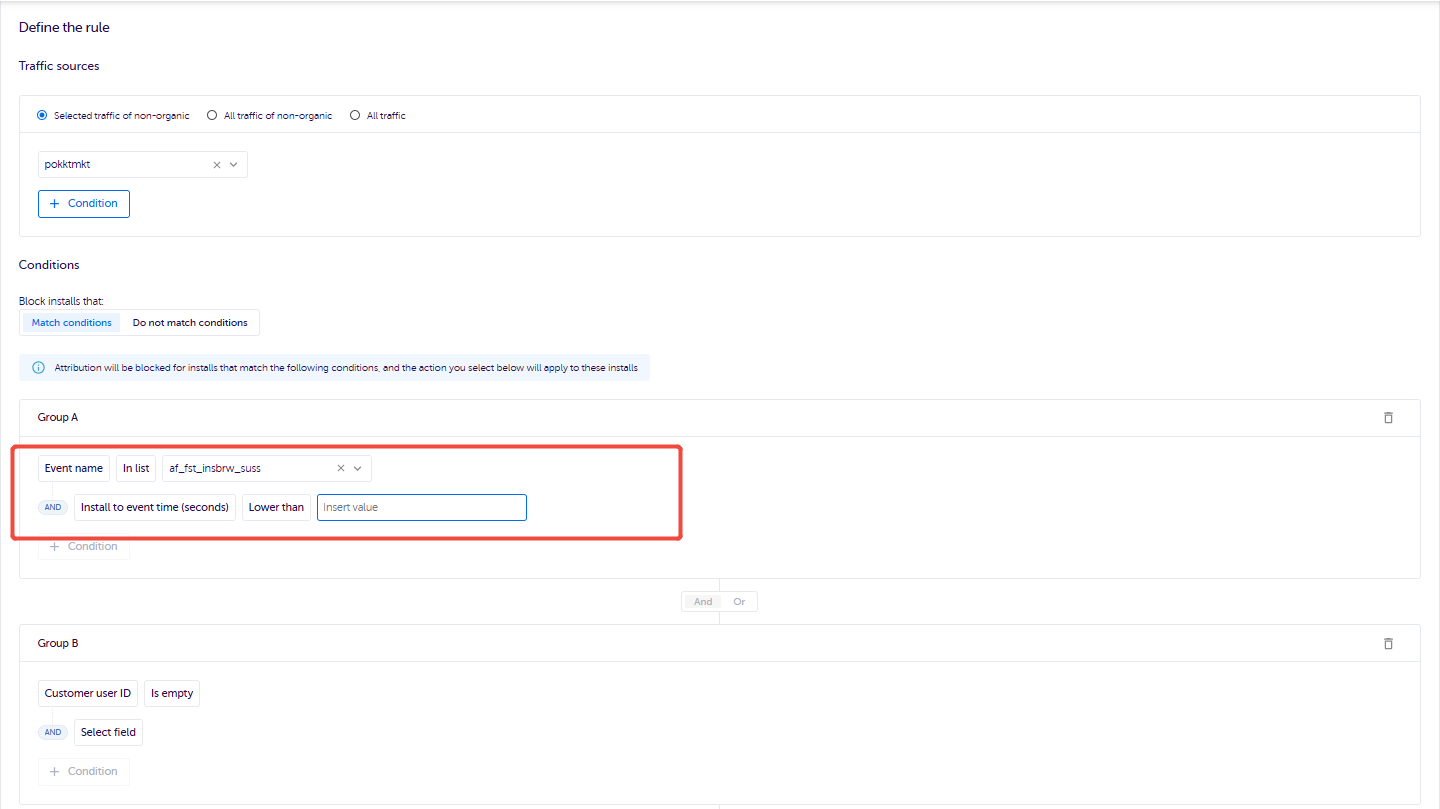 Define the rule
Traffic sources
Selected traffic of non-organic All traffic of non-organic All traffic
pokktmkt
+ Condition
Conditions
Block installs that:
Match conditions Do not match conditions
Attribution will be blocked for installs that match the following conditions, and the action you select below will apply to these installs
Group A
Event name In list af_fst_insbrw_suss
AND Install to event time (seconds) Lower than Insert value
+ Condition
And Or
Group B
Customer user ID Is empty
AND Select field
+ Condition